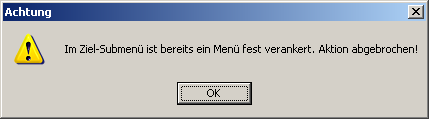 Achtung
Im Ziel-Submenü ist bereits ein Menü fest verankert. Aktion abgebrochen!
OK